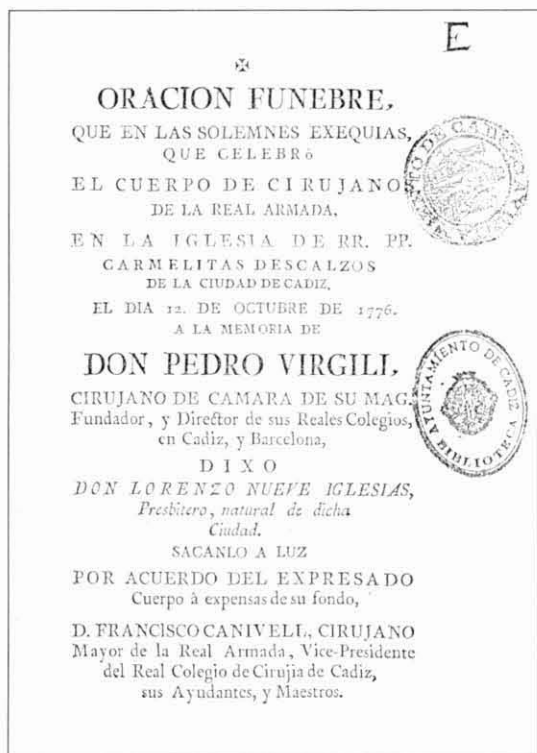 E
✠
ORACION FUNEBRE,
QUE EN LAS SOLEMNES EXEQUIAS,
QUE CELEBRÒ
EL CUERPO DE CIRUJANOS
DE LA REAL ARMADA,
EN LA IGLESIA DE RR. PP.
CARMELITAS DESCALZOS
DE LA CIUDAD DE CADIZ,
EL DIA 12. DE OCTUBRE DE 1776.
A LA MEMORIA DE
DON PEDRO VIRGILI,
CIRUJANO DE CAMARA DE SU MAG.
Fundador, y Director de sus Reales Colegios,
en Cadiz, y Barcelona,
DIXO
DON LORENZO NUEVE IGLESIAS,
Presbitero, natural de dicha
Ciudad.
SACANLO A LUZ
POR ACUERDO DEL EXPRESADO
Cuerpo à expensas de su fondo,
D. FRANCISCO CANIVELL, CIRUJANO
Mayor de la Real Armada, Vice-Presidente
del Real Colegio de Cirujia de Cadiz,
sus Ayudantes, y Maestros.
AYUNTAMIENTO DE CADIZ
BIBLIOTECA